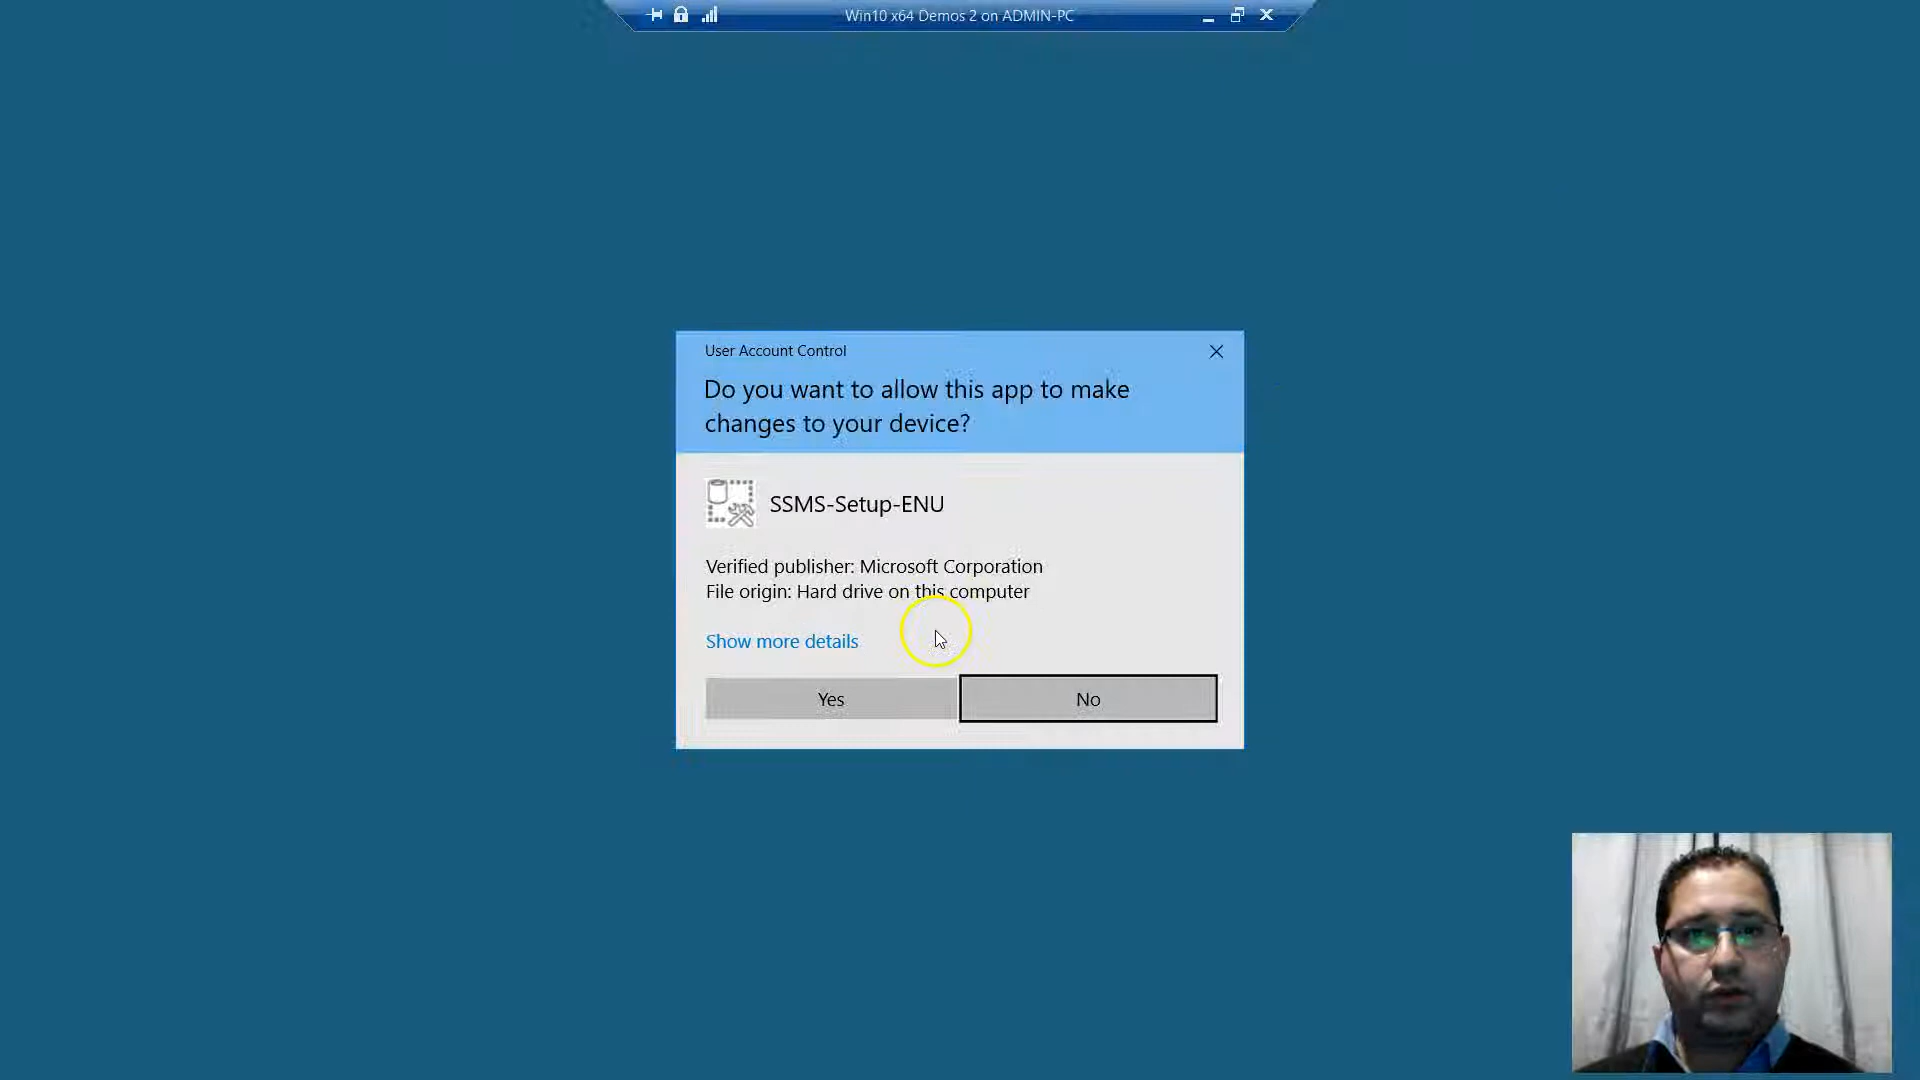 Win10 x64 Demos 2 on ADMIN-PC
User Account Control
Do you want to allow this app to make
changes to your device?
SSMS-Setup-ENU
Verified publisher: Microsoft Corporation
File origin: Hard drive on this computer
Show more details
Yes
No